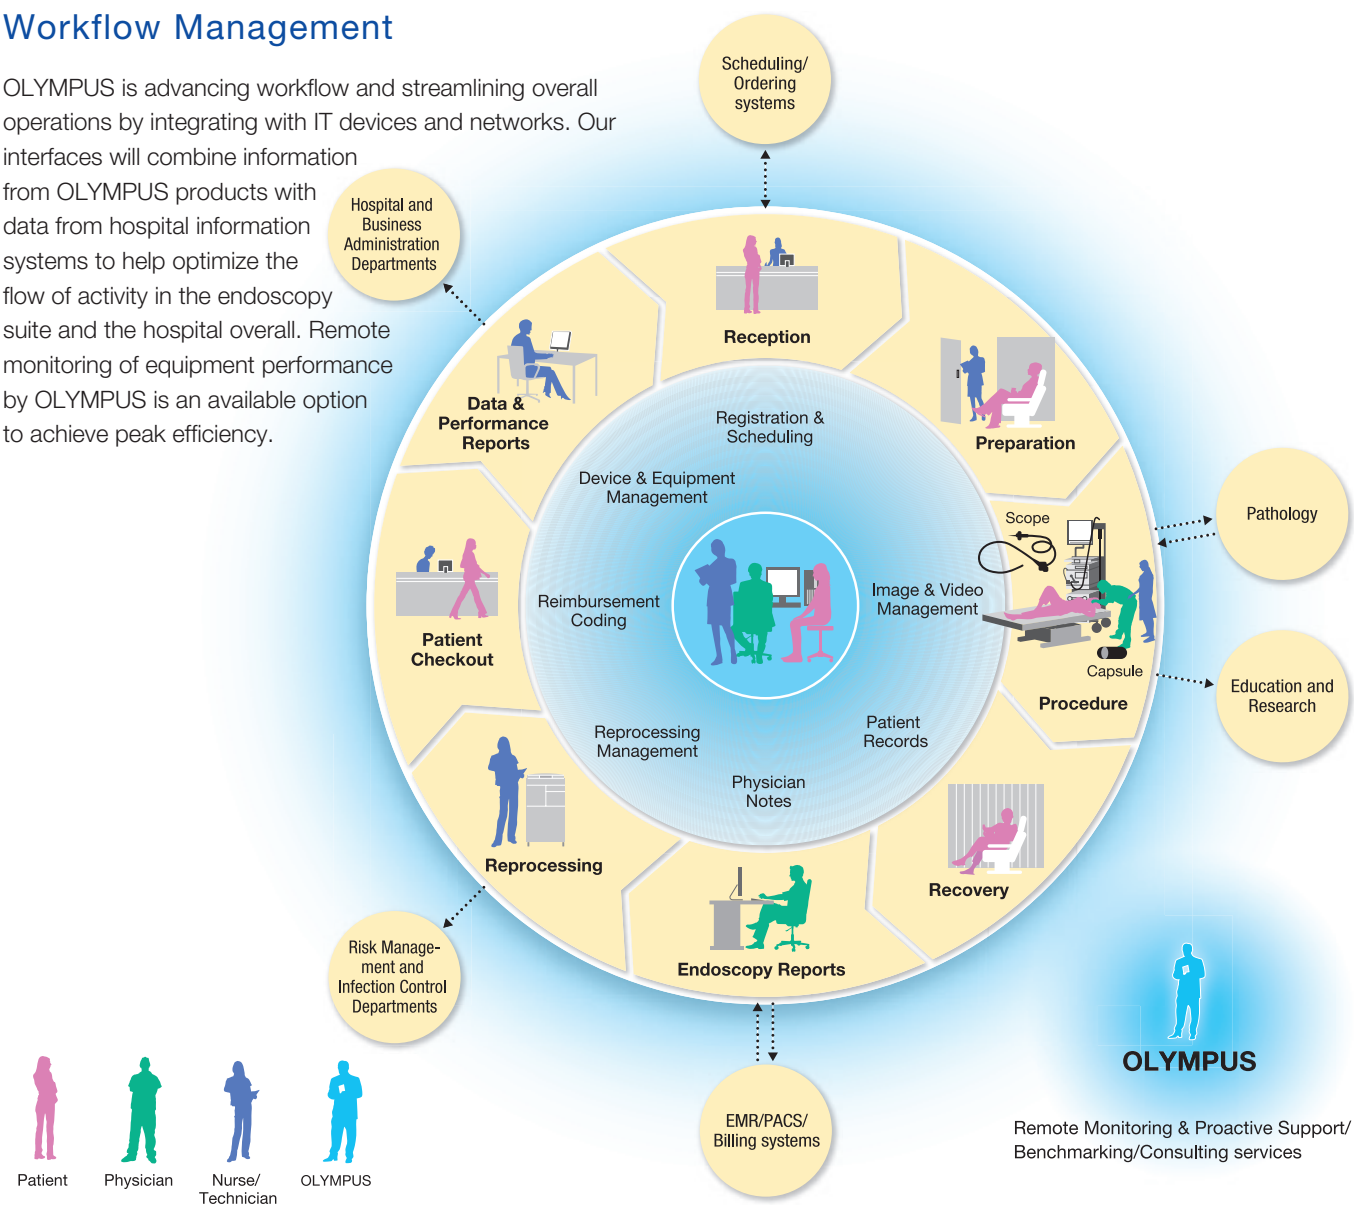 Workflow Management
OLYMPUS is advancing workflow and streamlining overall
operations by integrating with IT devices and networks. Our
interfaces will combine information
from OLYMPUS products with
data from hospital information
systems to help optimize the
flow of activity in the endoscopy
suite and the hospital overall. Remote
monitoring of equipment performance
by OLYMPUS is an available option
to achieve peak efficiency.
Scheduling/
Ordering
systems
Hospital and
Business
Administration
Departments
Reception
Preparation
Data &
Performance
Reports
Registration &
Scheduling
Device & Equipment
Management
Scope
Pathology
Image & Video
Management
Reimbursement
Coding
Patient
Checkout
Capsule
Procedure
Education and
Research
Patient
Records
Reprocessing
Management
Physician
Notes
Reprocessing
Recovery
Endoscopy Reports
Risk Manage-
ment and
Infection Control
Departments
EMR/PACS/
Billing systems
OLYMPUS
Remote Monitoring & Proactive Support/
Benchmarking/Consulting services
Patient
Physician
Nurse/
Technician
OLYMPUS